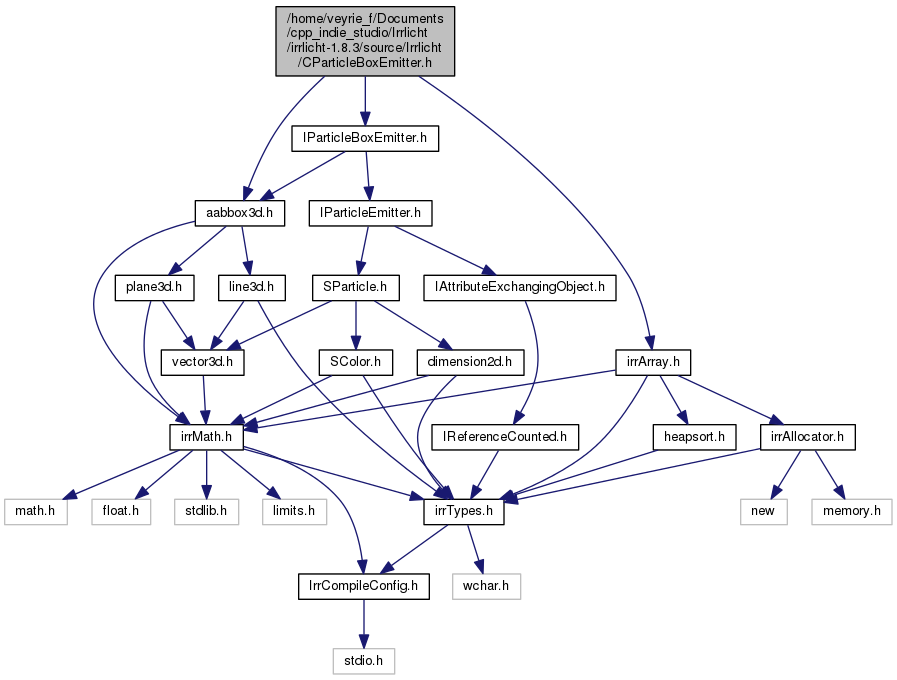 /home/veyrie_f/Documents
/cpp_indie_studio/Irrlicht
/irrlicht-1.8.3/source/Irrlicht
/CParticleBoxEmitter.h
IParticleBoxEmitter.h
aabbox3d.h
IParticleEmitter.h
plane3d.h
line3d.h
SParticle.h
IAttributeExchangingObject.h
vector3d.h
SColor.h
dimension2d.h
irrArray.h
irrMath.h
IReferenceCounted.h
heapsort.h
irrAllocator.h
math.h
float.h
stdlib.h
limits.h
irrTypes.h
new
memory.h
IrrCompileConfig.h
wchar.h
stdio.h